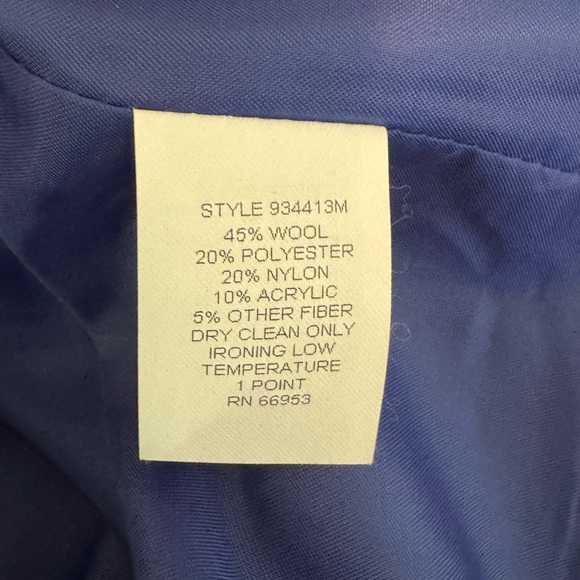 STYLE 934413M
45% WOOL
20% POLYESTER
20% NYLON
10% ACRYLIC
5% OTHER FIBER
DRY CLEAN ONLY
IRONING LOW
TEMPERATURE
1 POINT
RN 66953